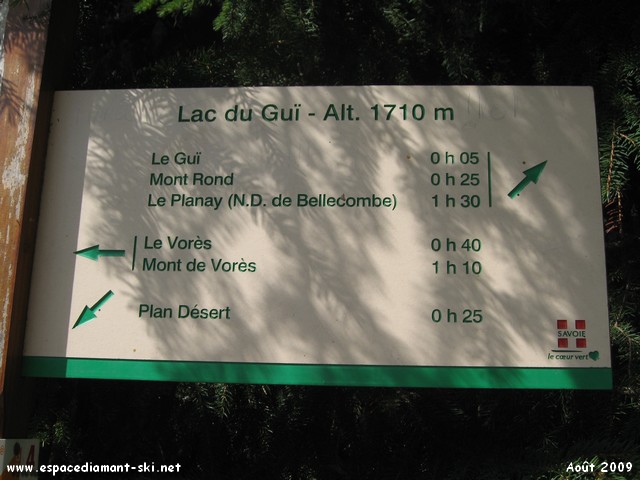 Lac du Guï - Alt. 1710 m
Le Guï 0 h 05
Mont Rond 0 h 25
Le Planay (N.D. de Bellecombe) 1 h 30
Le Vorès 0 h 40
Mont de Vorès 1 h 10
Plan Désert 0 h 25
SAVOIE
le cœur vert
4
www.espacediamant-ski.net
Août 2009